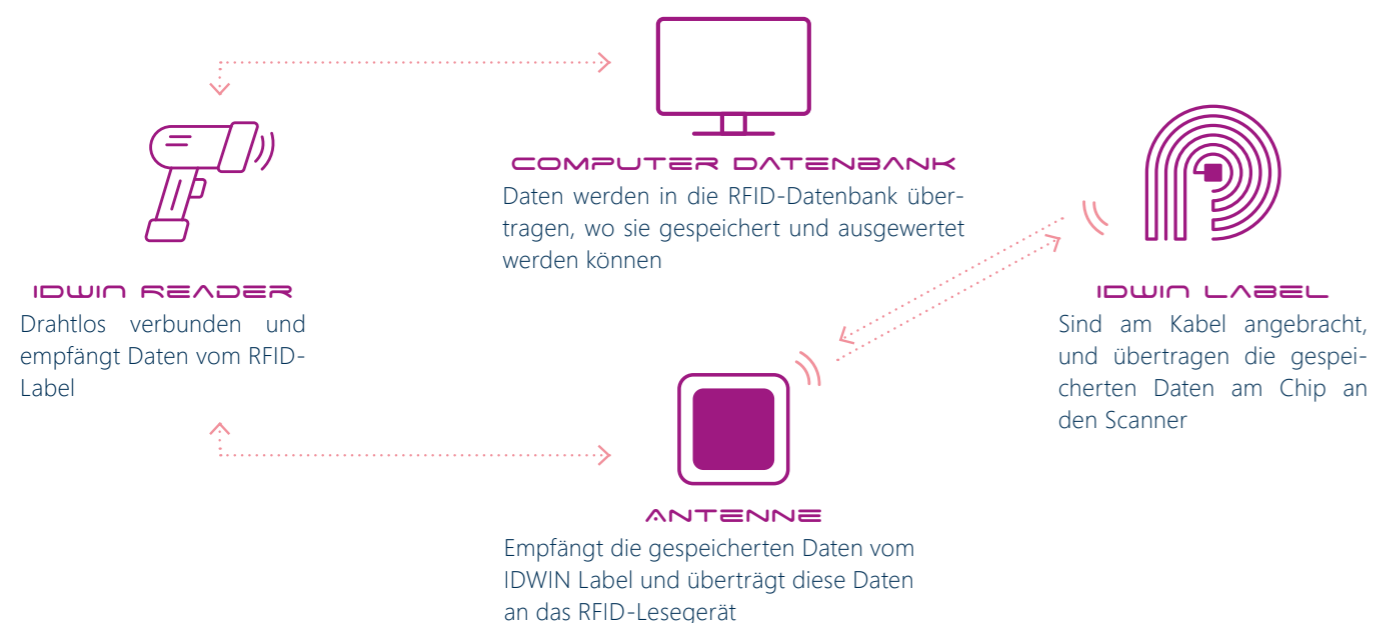 COMPUTER DATENBANK
Daten werden in die RFID-Datenbank über-
tragen, wo sie gespeichert und ausgewertet
werden können
IDWIN READER
Drahtlos verbunden und
empfängt Daten vom RFID-
Label
IDWIN LABEL
Sind am Kabel angebracht,
und übertragen die gespei-
cherten Daten am Chip an
den Scanner
ANTENNE
Empfängt die gespeicherten Daten vom
IDWIN Label und überträgt diese Daten
an das RFID-Lesegerät